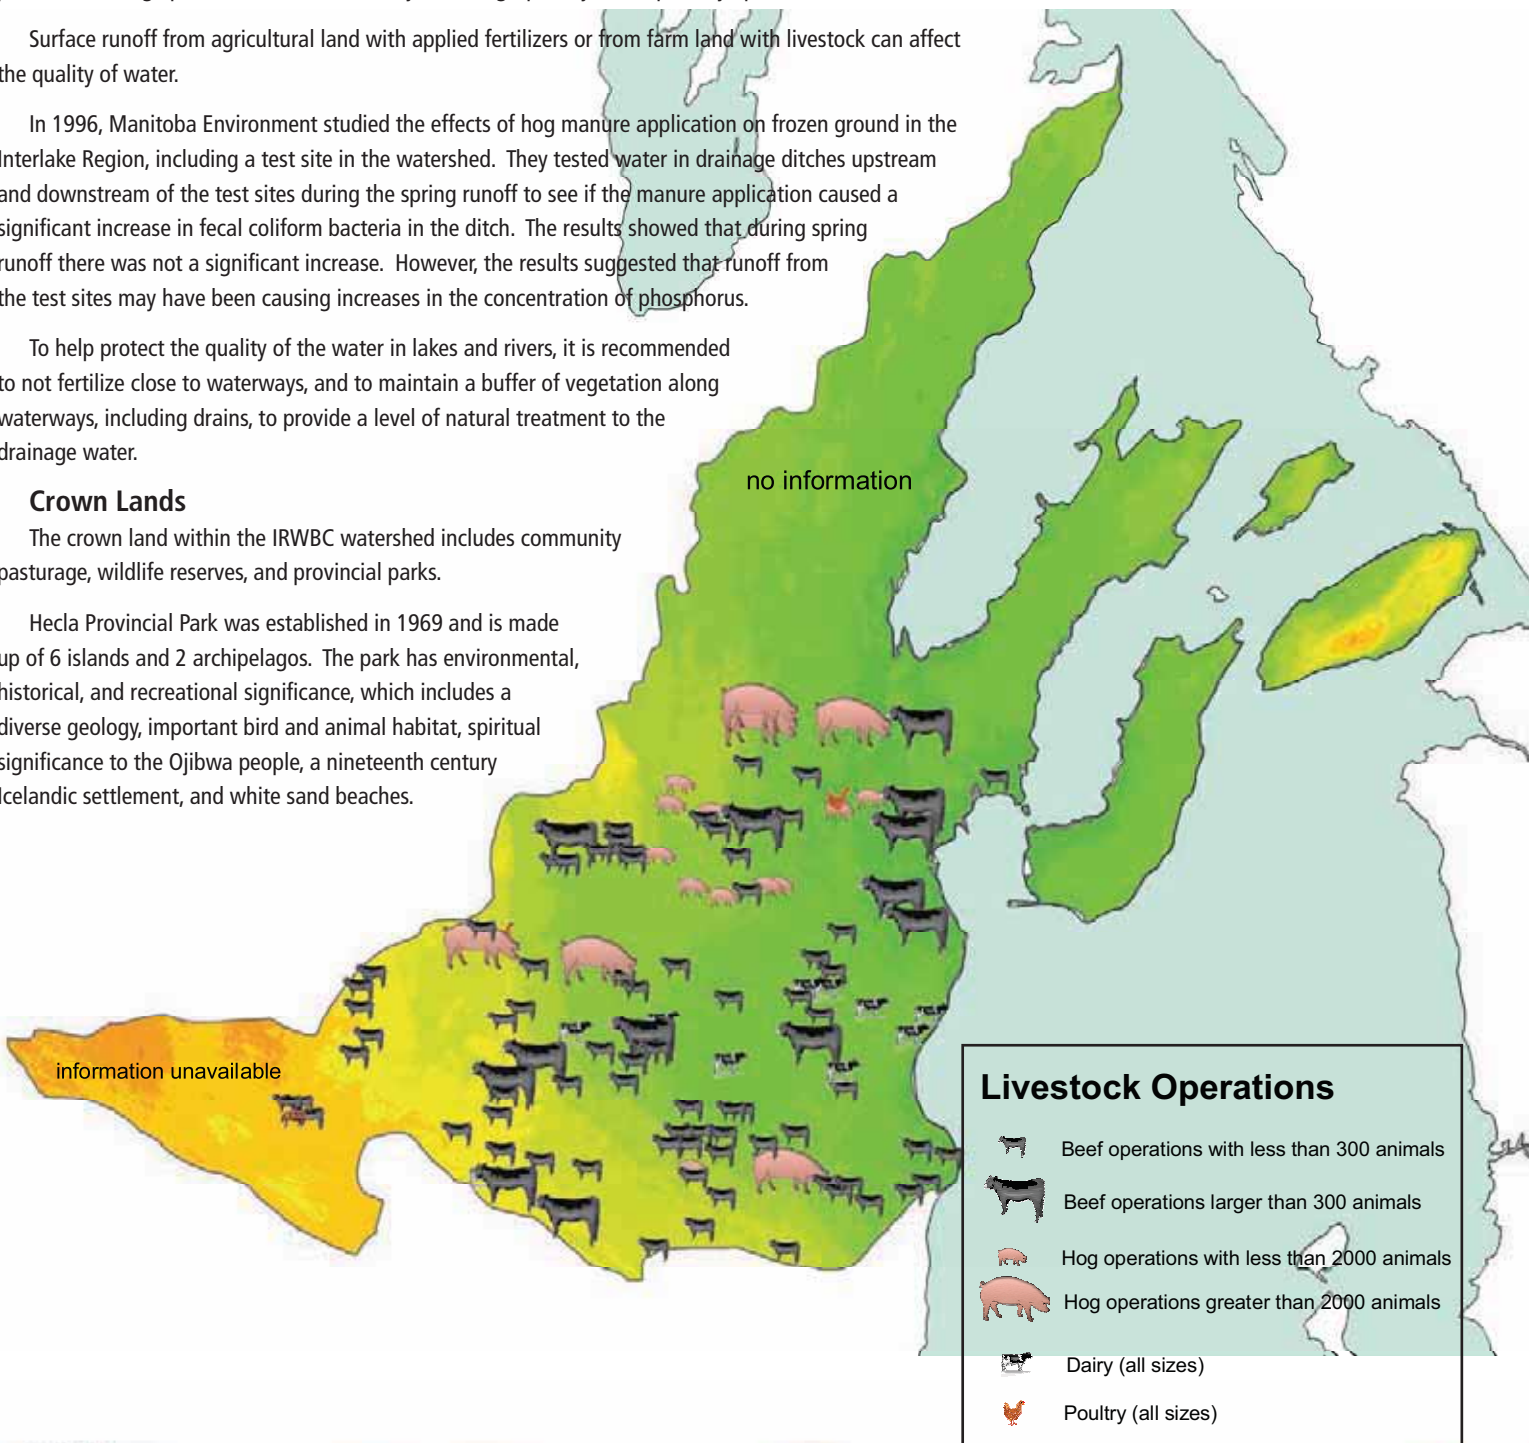 Surface runoff from agricultural land with applied fertilizers or from farm land with livestock can affect
the quality of water.
In 1996, Manitoba Environment studied the effects of hog manure application on frozen ground in the
Interlake Region, including a test site in the watershed. They tested water in drainage ditches upstream
and downstream of the test sites during the spring runoff to see if the manure application caused a
significant increase in fecal coliform bacteria in the ditch. The results showed that during spring
runoff there was not a significant increase. However, the results suggested that runoff from
the test sites may have been causing increases in the concentration of phosphorus.
To help protect the quality of the water in lakes and rivers, it is recommended
to not fertilize close to waterways, and to maintain a buffer of vegetation along
waterways, including drains, to provide a level of natural treatment to the
drainage water.
Crown Lands
The crown land within the IRWBC watershed includes community
pasturage, wildlife reserves, and provincial parks.
Hecla Provincial Park was established in 1969 and is made
up of 6 islands and 2 archipelagos. The park has environmental,
historical, and recreational significance, which includes a
diverse geology, important bird and animal habitat, spiritual
significance to the Ojibwa people, a nineteenth century
Icelandic settlement, and white sand beaches.
no information
information unavailable
Livestock Operations
Beef operations with less than 300 animals
Beef operations larger than 300 animals
Hog operations with less than 2000 animals
Hog operations greater than 2000 animals
Dairy (all sizes)
Poultry (all sizes)